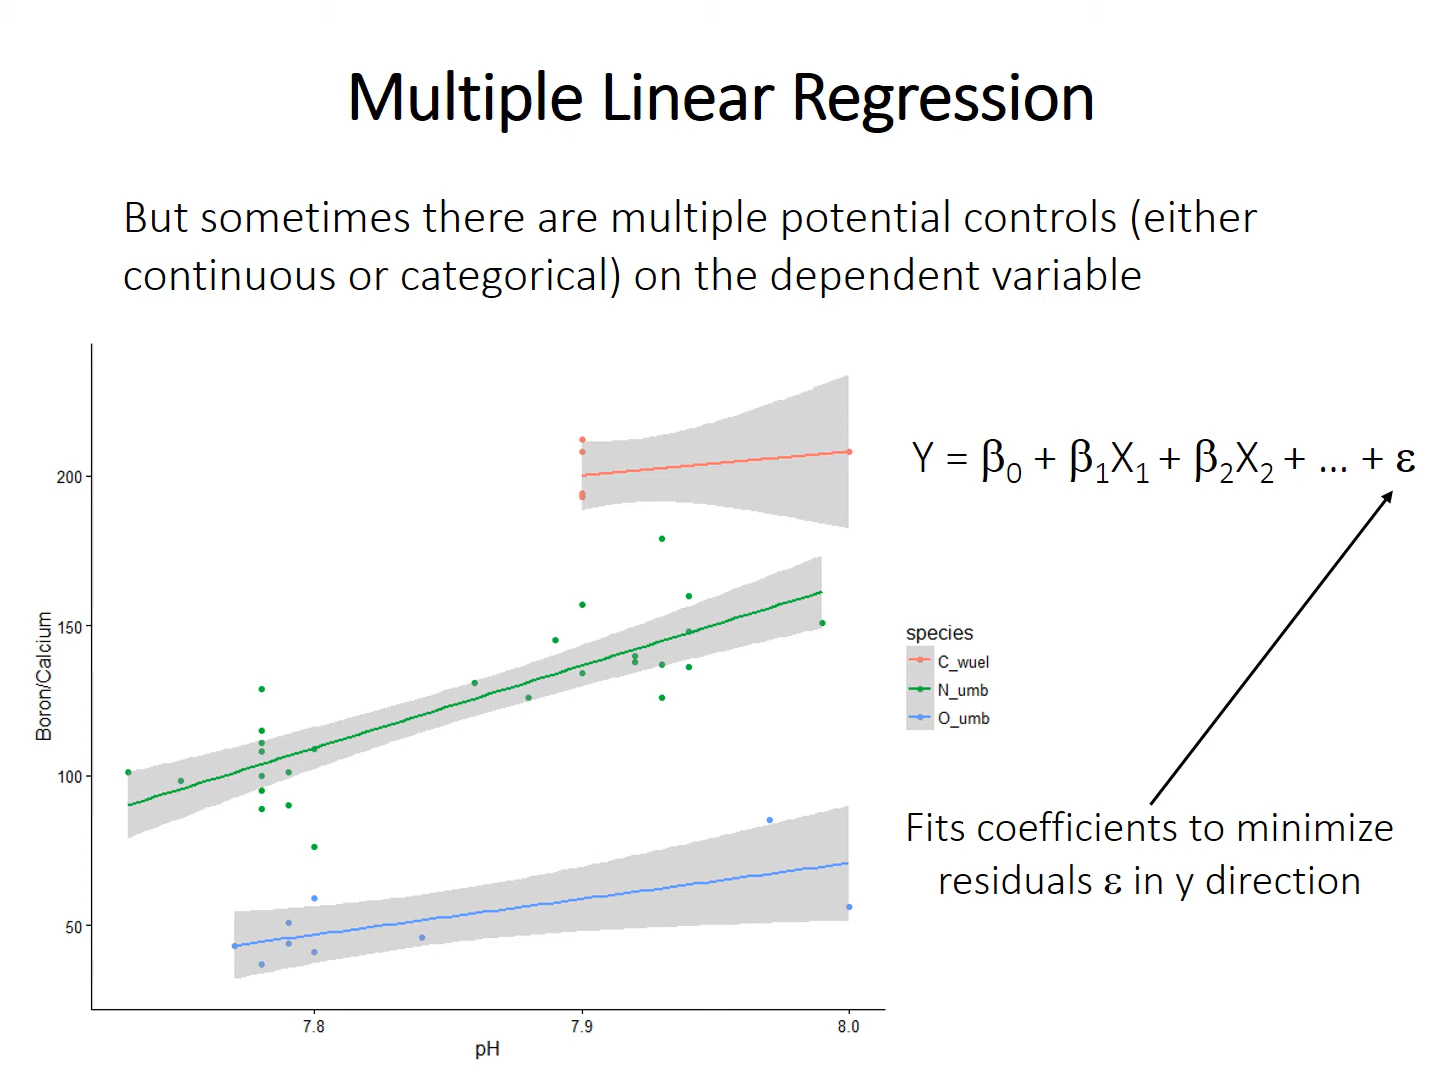 Multiple Linear Regression
But sometimes there are multiple potential controls (either
continuous or categorical) on the dependent variable
Y = β₀ + β₁X₁ + β₂X₂ + … + ε
Boron/Calcium
200
150
100
50
7.8
7.9
8.0
pH
species
C_wuel
N_umb
O_umb
Fits coefficients to minimize
residuals ε in y direction